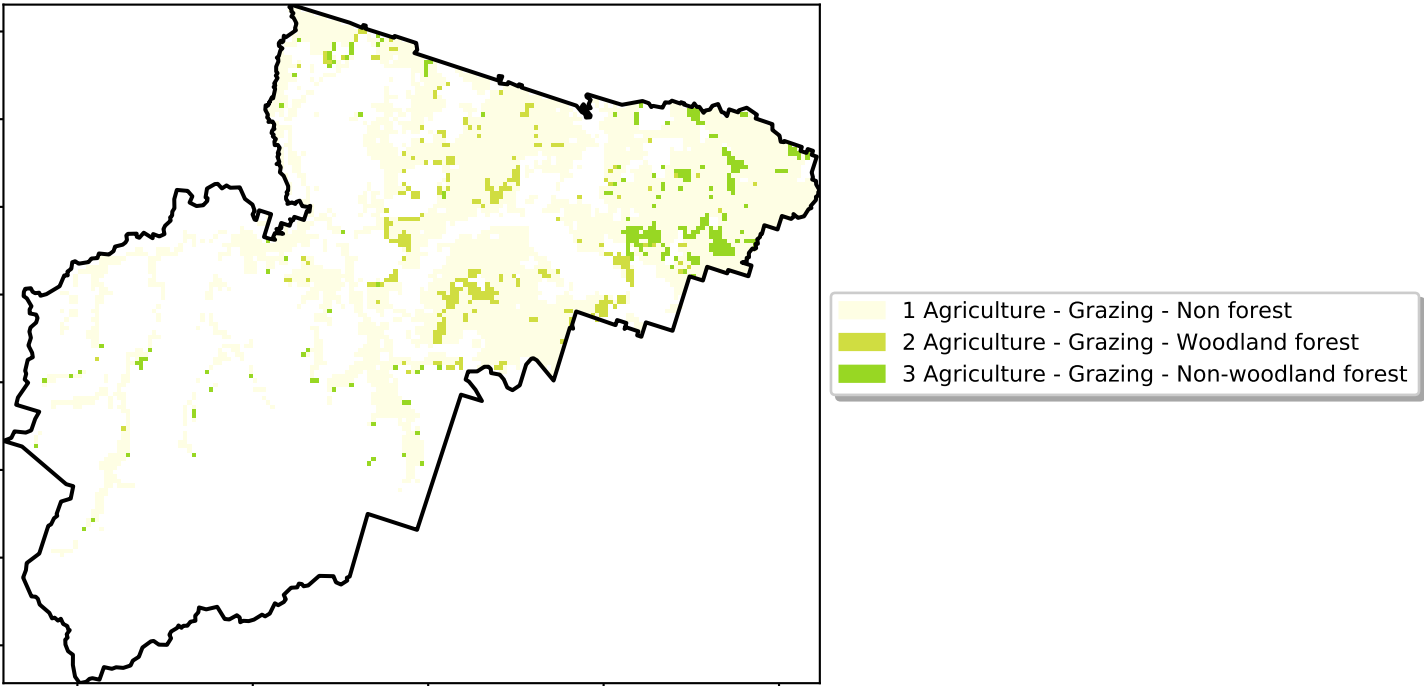 1 Agriculture - Grazing - Non forest
2 Agriculture - Grazing - Woodland forest
3 Agriculture - Grazing - Non-woodland forest